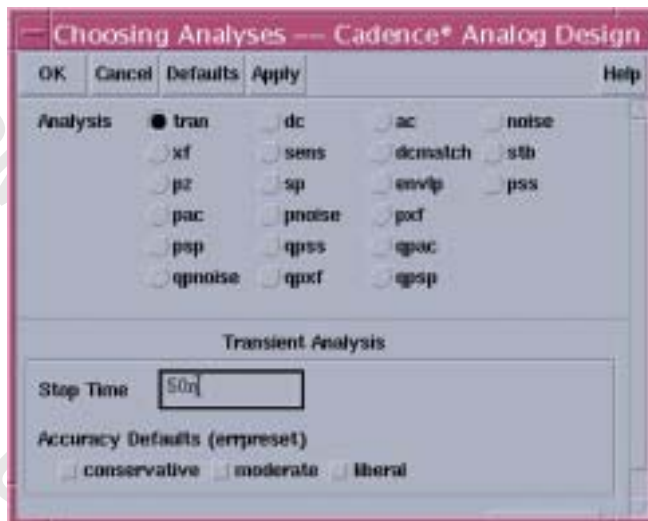 Choosing Analyses –– Cadence® Analog Design
OK Cancel Defaults Apply Help
Analysis tran dc ac noise
xf sens dcmatch stb
pz sp envlp pss
pac pnoise pxf
psp qpss qpac
qpnoise qpxf qpsp
Transient Analysis
Stop Time 50n
Accuracy Defaults (errpreset)
conservative moderate liberal